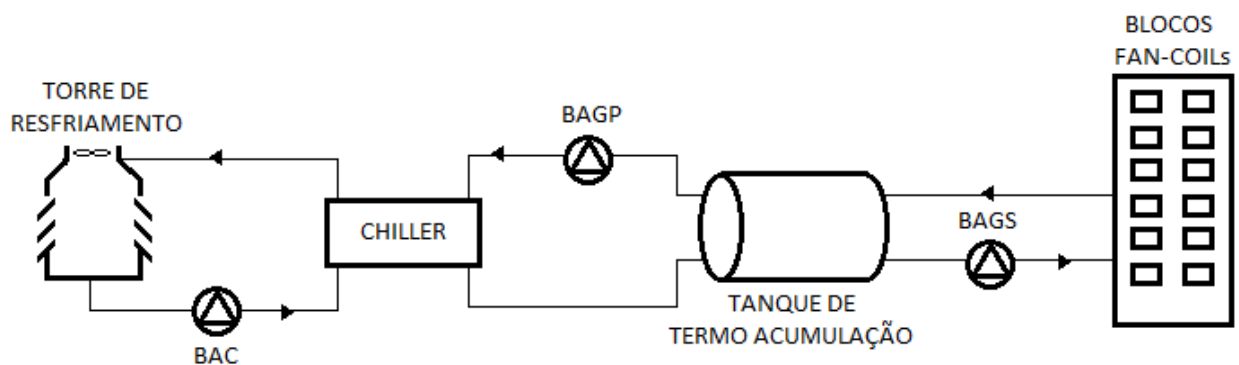 BLOCOS
FAN-COILs
TORRE DE
RESFRIAMENTO
BAGP
CHILLER
BAGS
TANQUE DE
TERMO ACUMULAÇÃO
BAC